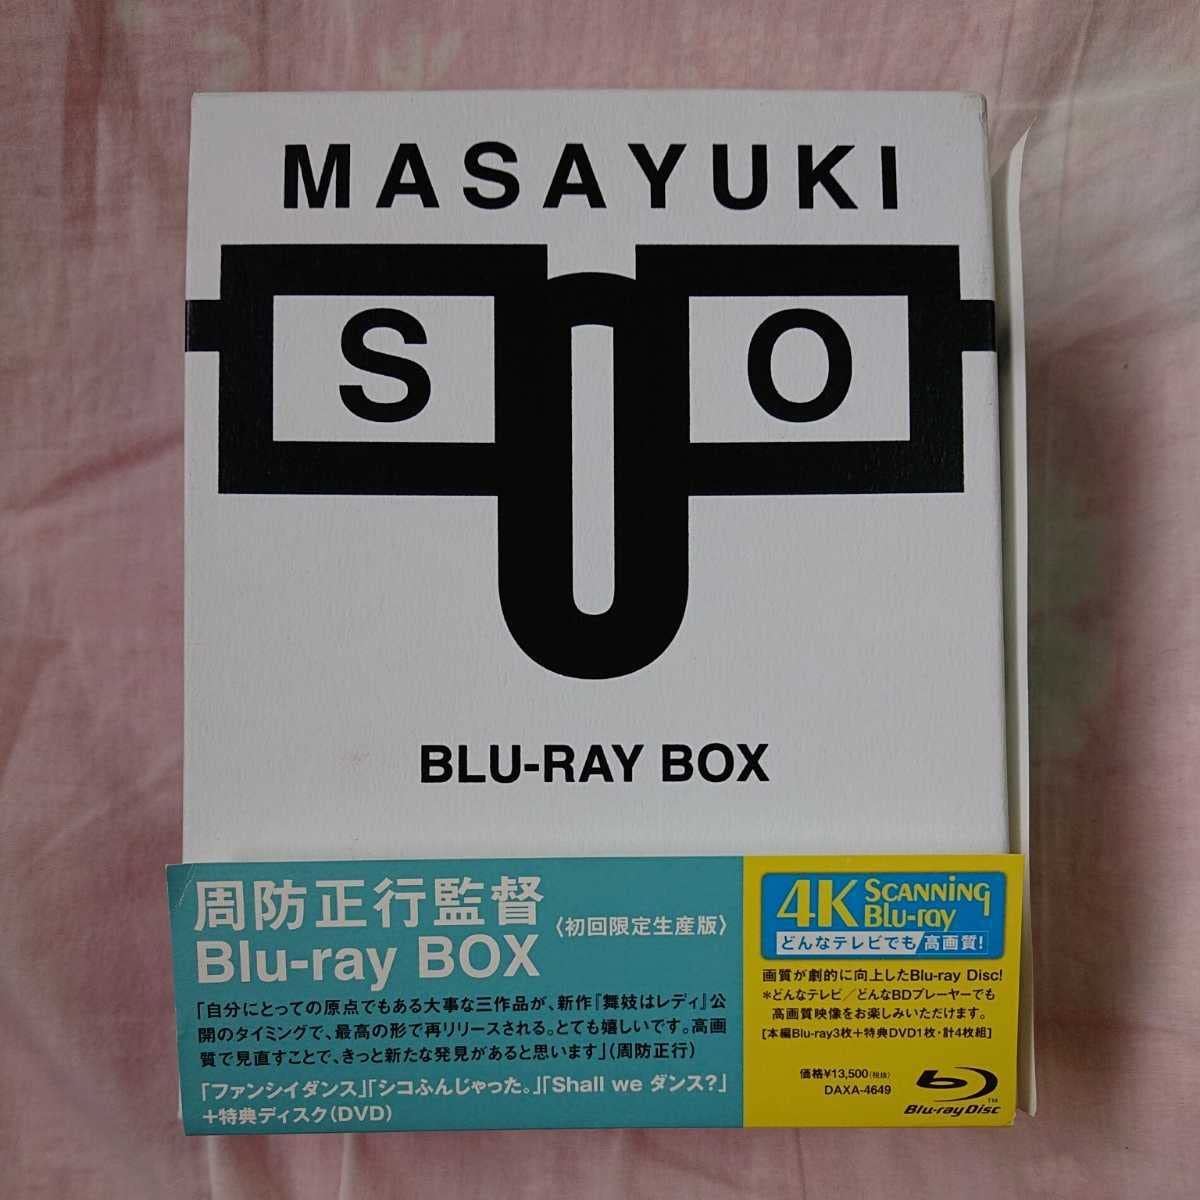 MASAYUKI
SUO
BLU-RAY BOX
周防正行監督
Blu-ray BOX
〈初回限定生産版〉
「自分にとっての原点でもある大事な三作品が、新作『舞妓はレディ』公
開のタイミングで、最高の形で再リリースされる。とても嬉しいです。高画
質で見直すことで、きっと新たな発見があると思います」(周防正行)
「ファンシイダンス」「シコふんじゃった。」「Shall we ダンス?」
+特典ディスク(DVD)
4K SCANNING
Blu-ray
どんなテレビでも/高画質!
画質が劇的に向上したBlu-ray Disc!
*どんなテレビ/どんなBDプレーヤーでも
高画質映像をお楽しみいただけます。
[本編Blu-ray3枚+特典DVD1枚・計4枚組]
価格¥13,500(税抜)
DAXA-4649
Blu-ray Disc
TM